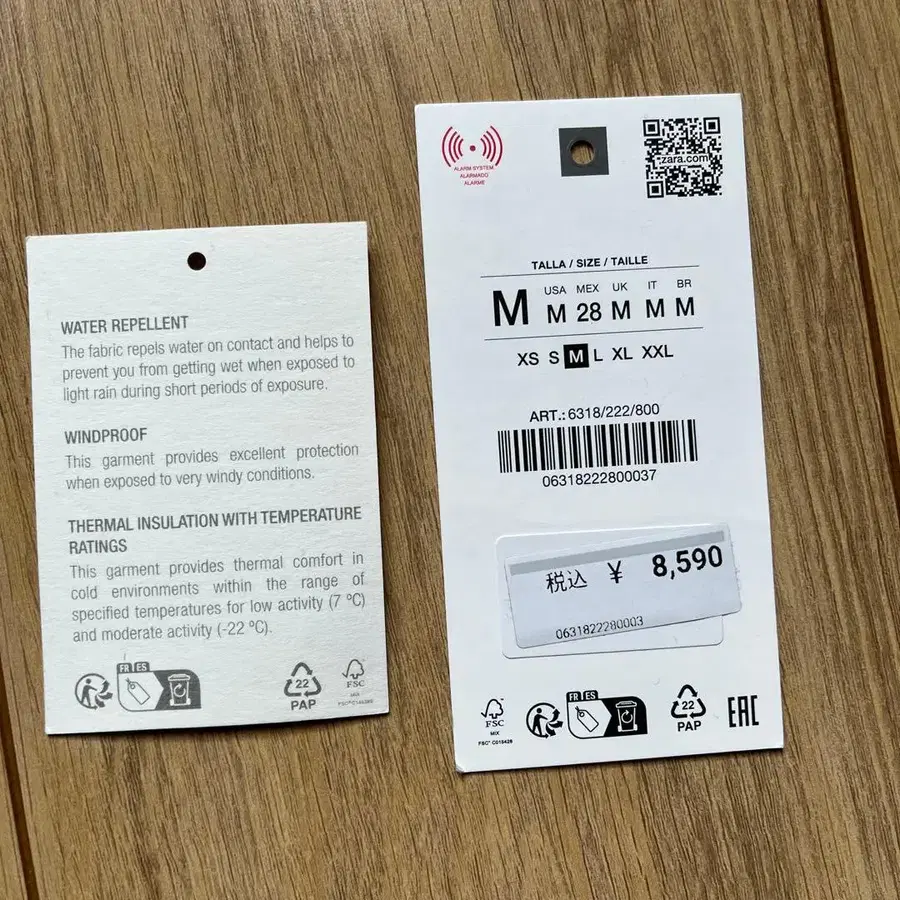 WATER REPELLENT
The fabric repels water on contact and helps to
prevent you from getting wet when exposed to
light rain during short periods of exposure.
WINDPROOF
This garment provides excellent protection
when exposed to very windy conditions.
THERMAL INSULATION WITH TEMPERATURE
RATINGS
This garment provides thermal comfort in
cold environments within the range of
specified temperatures for low activity (7 ºC)
and moderate activity (-22 ºC).
FR ES
22
PAP
FSC
MIX
ALARM SYSTEM
ALARMADO
ALARME
zara.com
TALLA / SIZE / TAILLE
USA MEX UK IT BR
M M 28 M M M
XS S M L XL XXL
ART.: 6318/222/800
06318222800037
税込 ¥ 8,590
0631822280003
FSC
MIX
FSC® C015428
FR ES
22
PAP
EAC